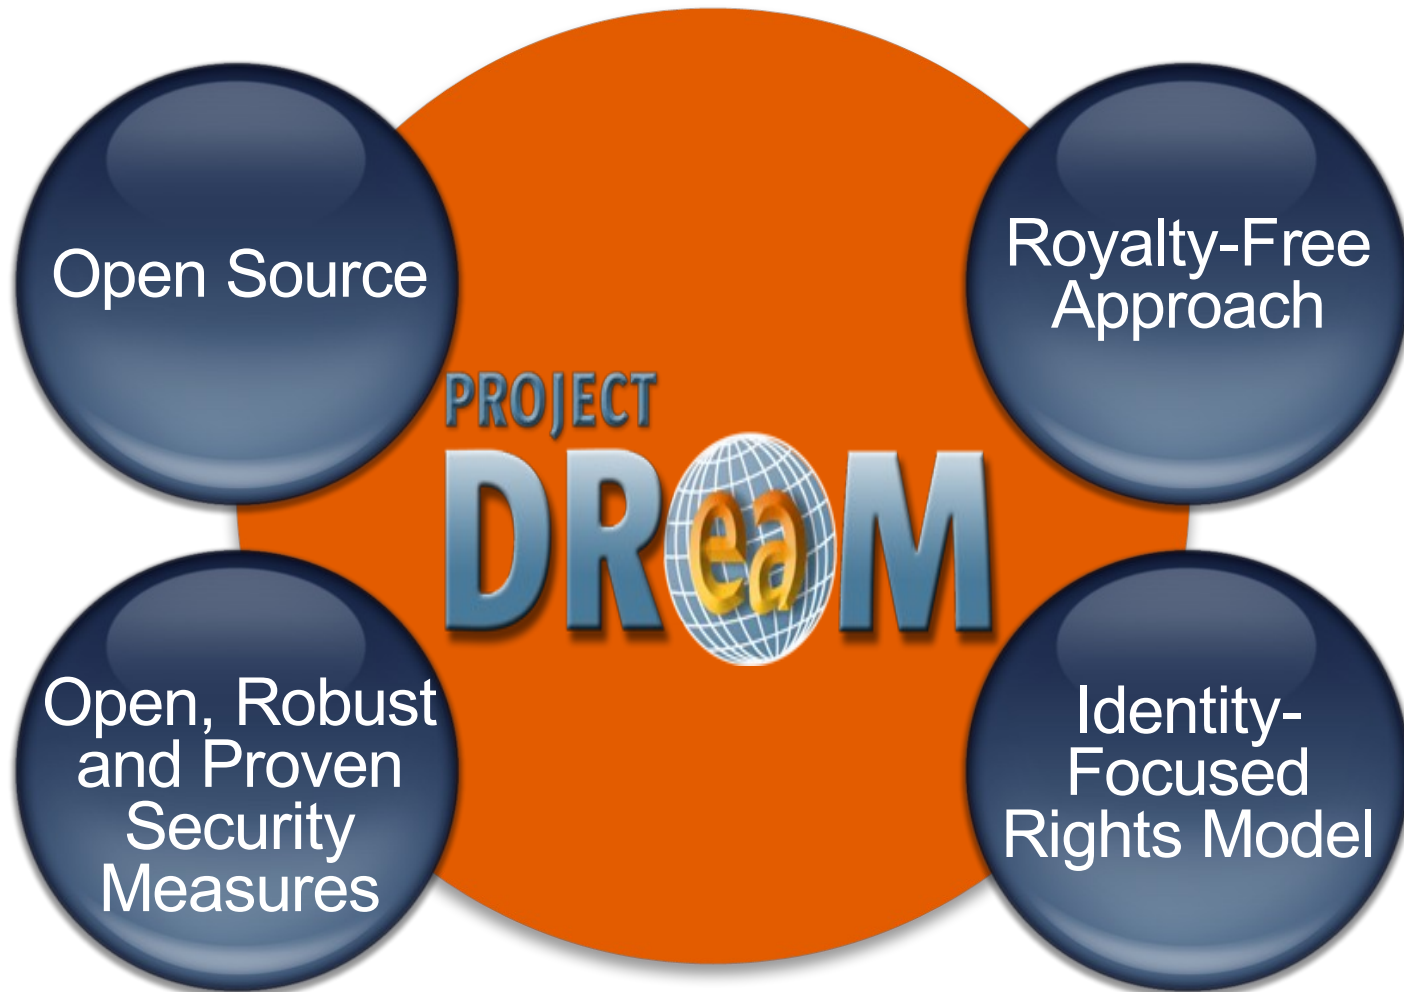 Open Source
Royalty-Free
Approach
PROJECT
DReaM
Open, Robust
and Proven
Security
Measures
Identity-
Focused
Rights Model